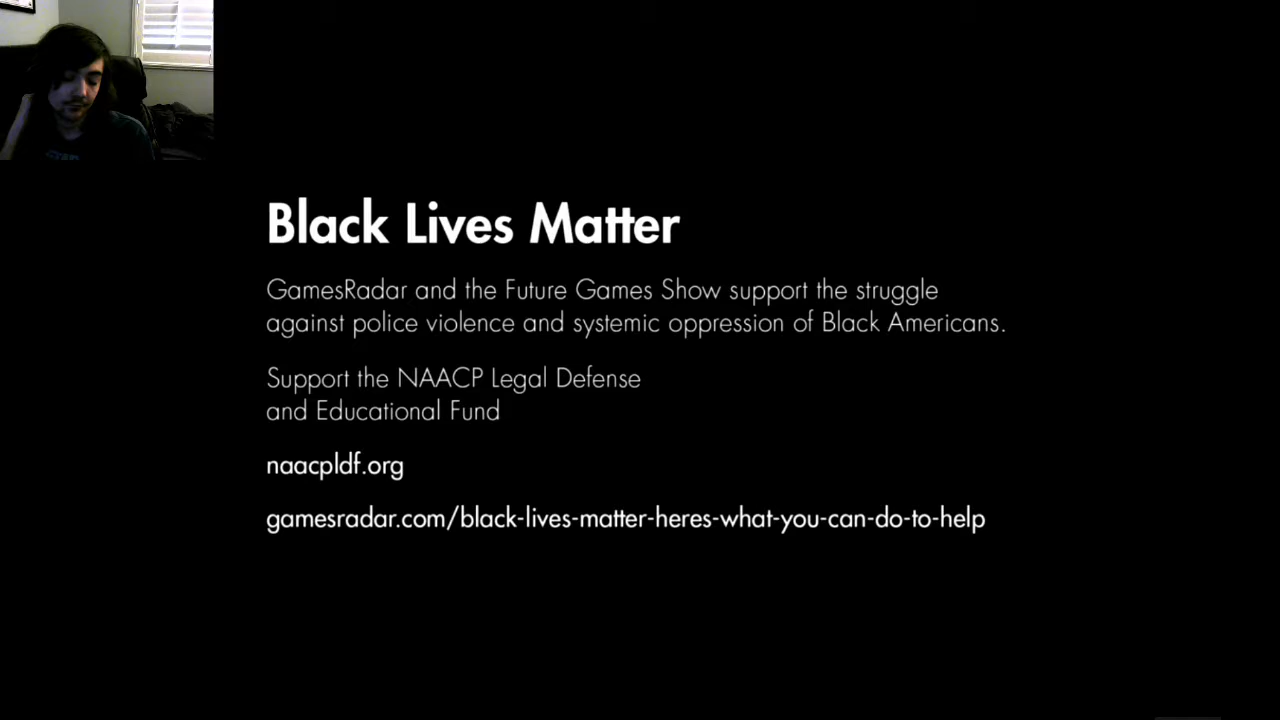 Black Lives Matter
GamesRadar and the Future Games Show support the struggle
against police violence and systemic oppression of Black Americans.
Support the NAACP Legal Defense
and Educational Fund
naacpldf.org
gamesradar.com/black-lives-matter-heres-what-you-can-do-to-help